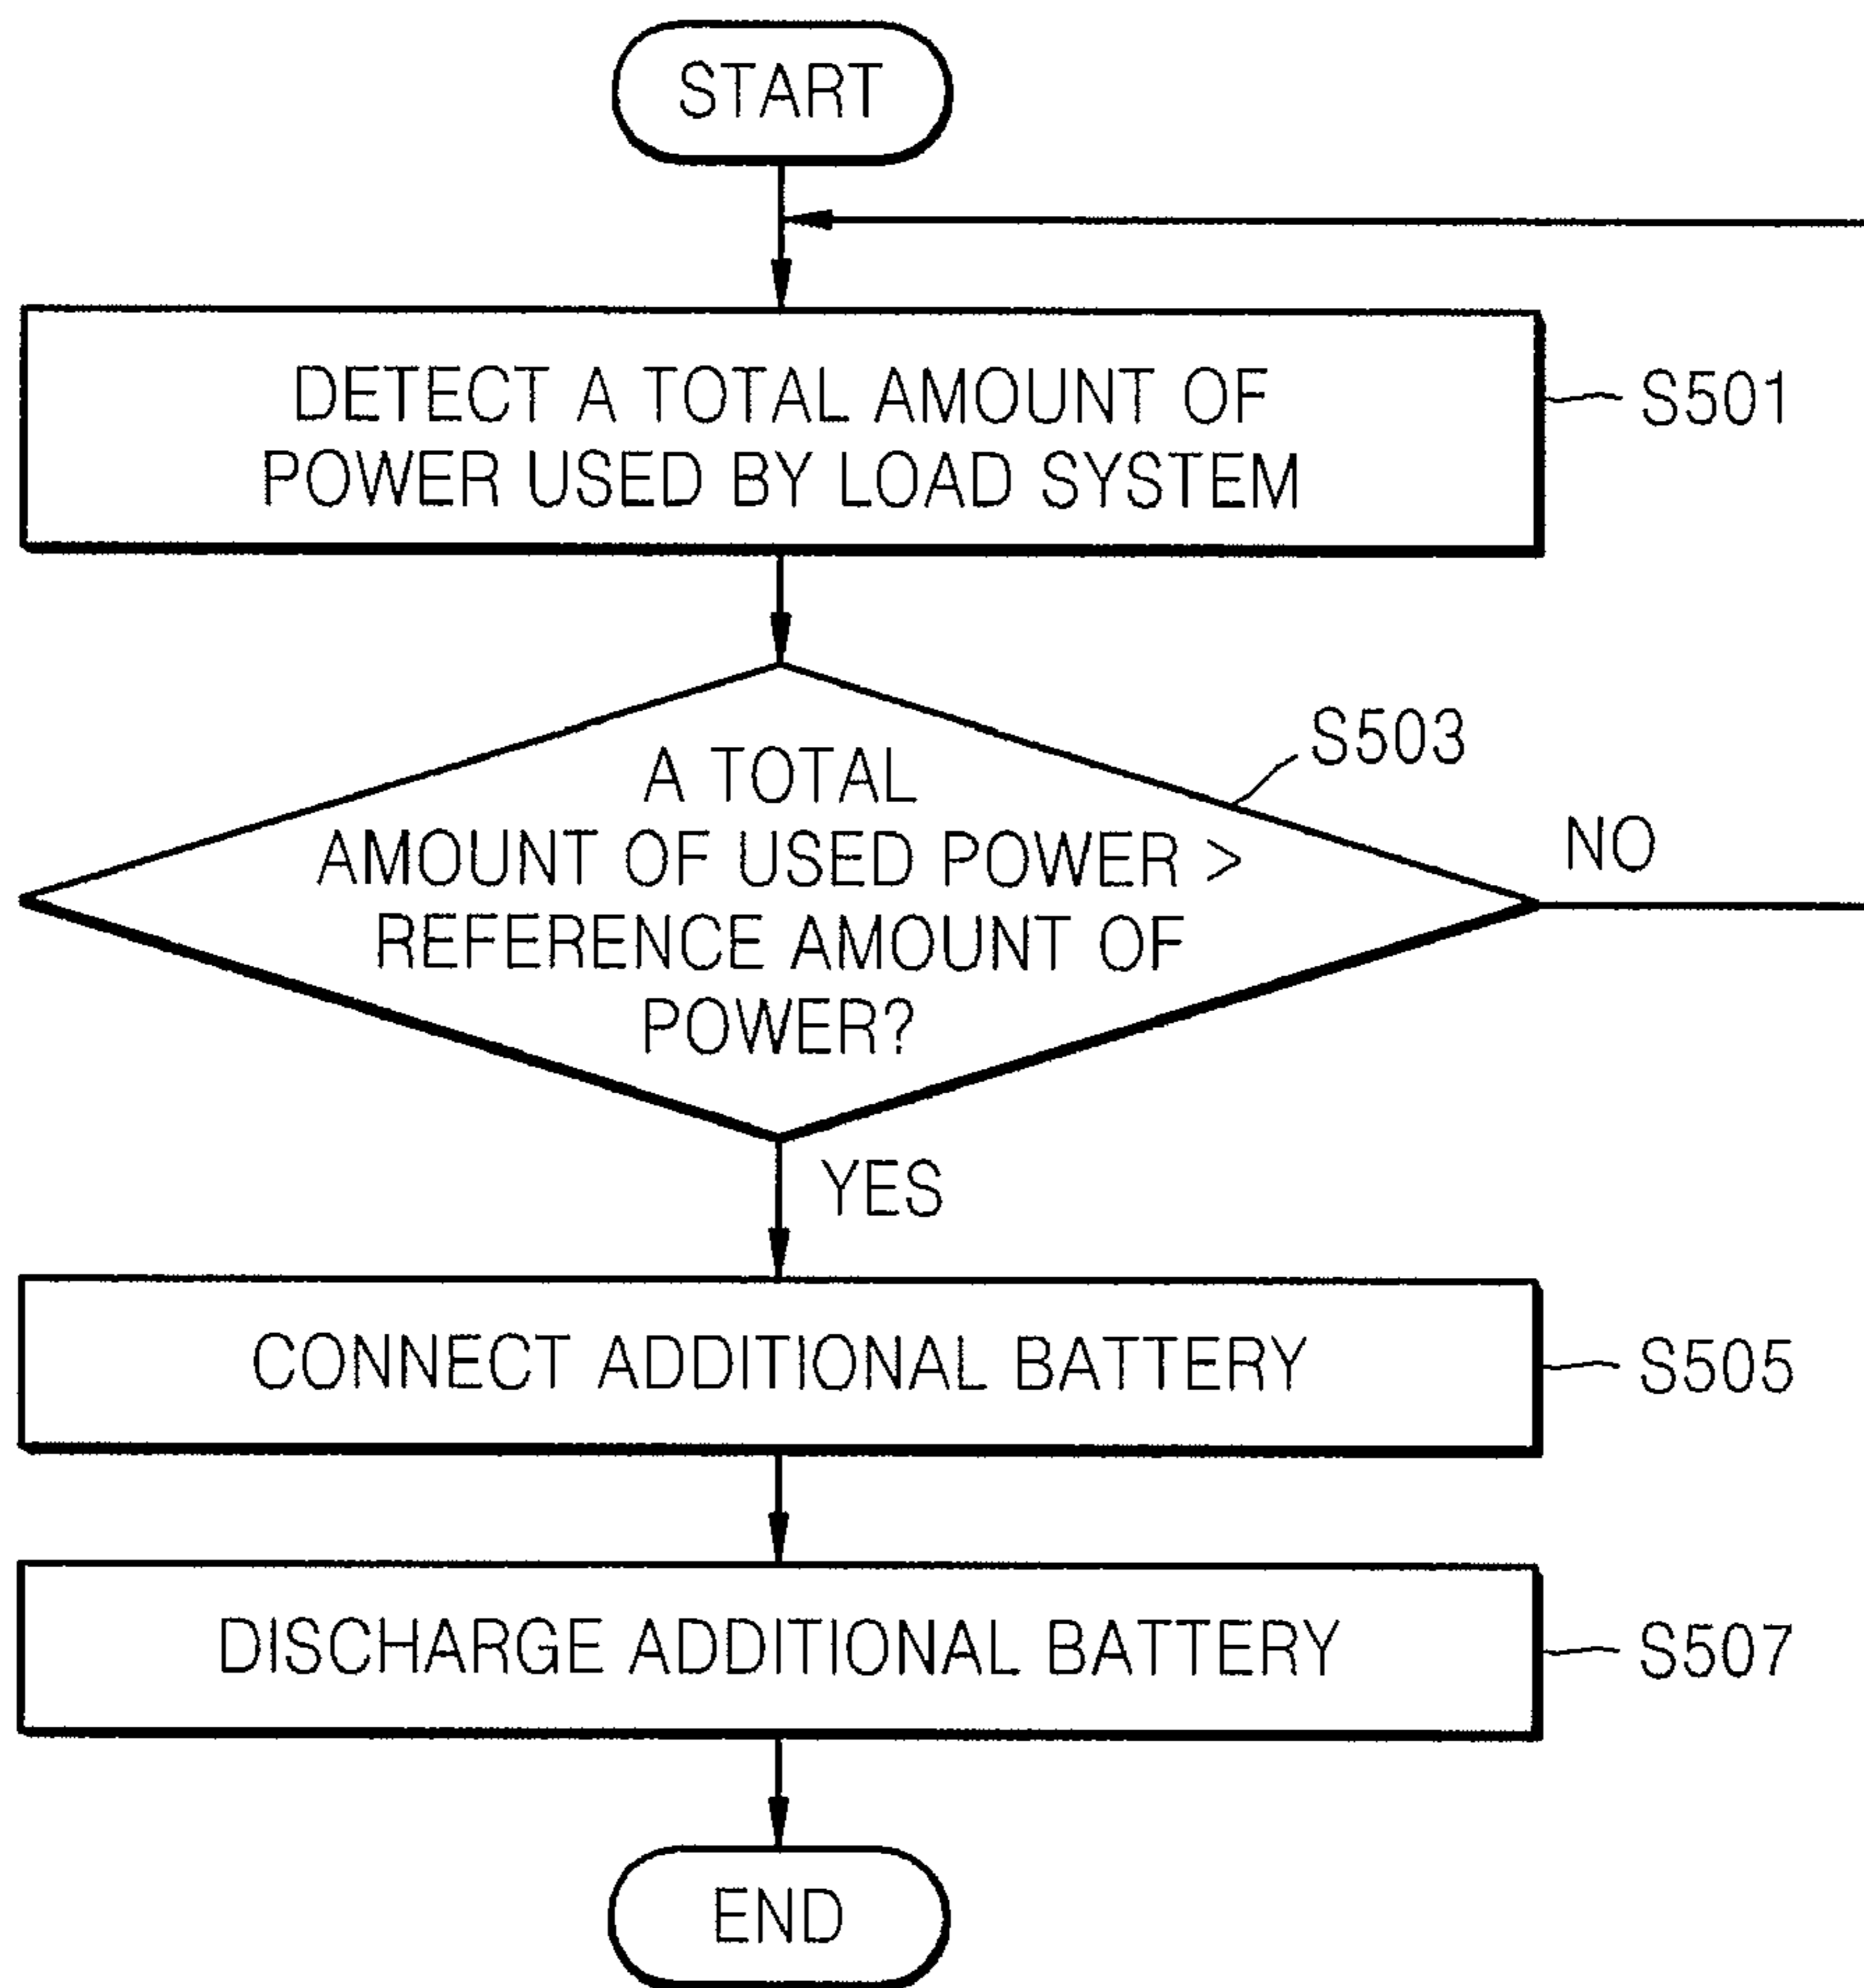 START
DETECT A TOTAL AMOUNT OF
POWER USED BY LOAD SYSTEM
S501
S503
A TOTAL
AMOUNT OF USED POWER >
REFERENCE AMOUNT OF
POWER?
NO
YES
CONNECT ADDITIONAL BATTERY
S505
DISCHARGE ADDITIONAL BATTERY
S507
END